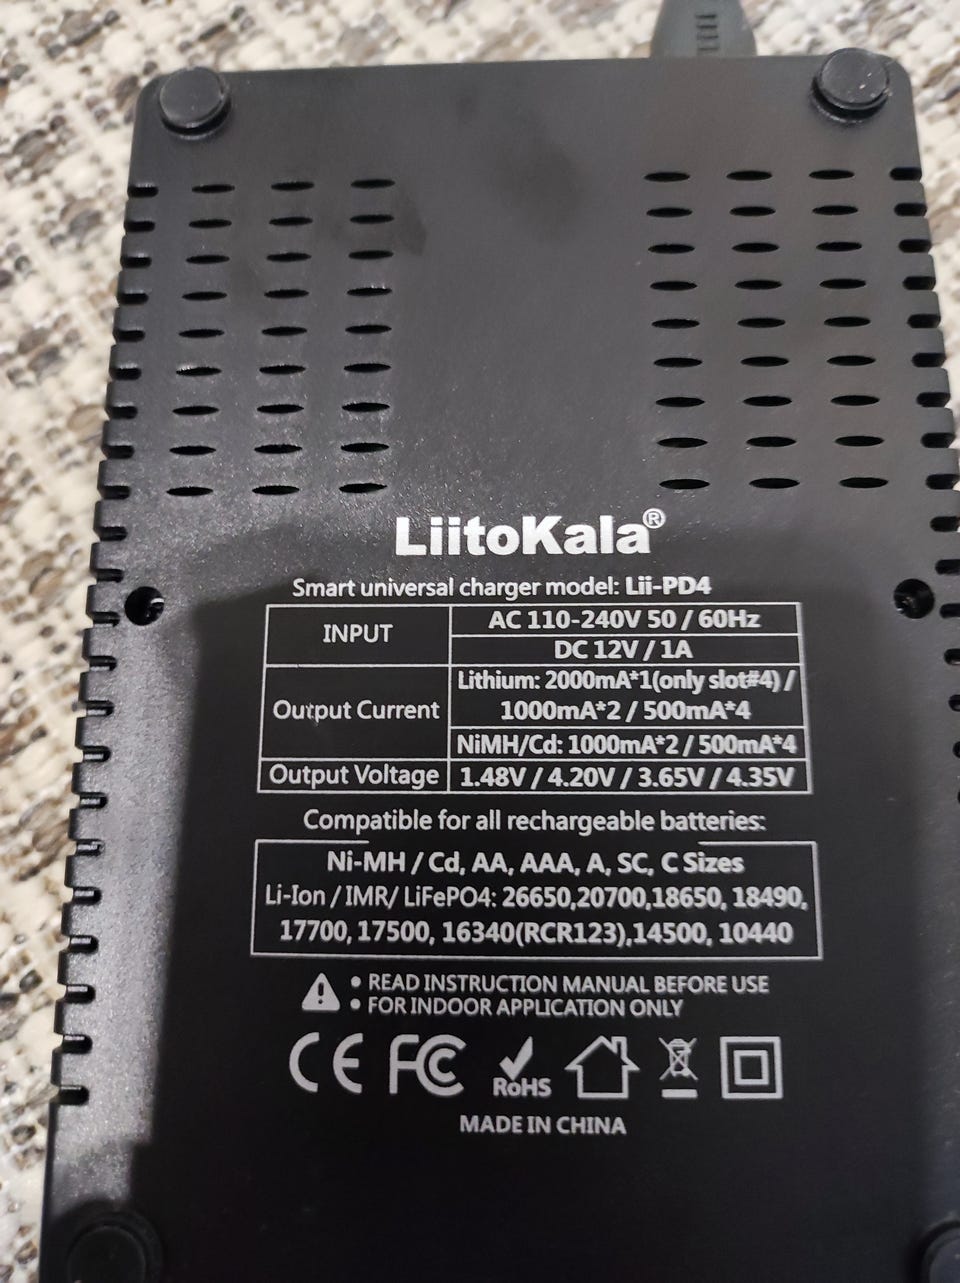 LiitoKala®
Smart universal charger model: Lii-PD4
INPUT
AC 110-240V 50 / 60Hz
DC 12V / 1A
Output Current
Lithium: 2000mA*1(only slot#4) /
1000mA*2 / 500mA*4
NiMH/Cd: 1000mA*2 / 500mA*4
Output Voltage
1.48V / 4.20V / 3.65V / 4.35V
Compatible for all rechargeable batteries:
Ni-MH / Cd, AA, AAA, A, SC, C Sizes
Li-Ion / IMR/ LiFePO4: 26650,20700,18650, 18490,
17700, 17500, 16340(RCR123),14500, 10440
• READ INSTRUCTION MANUAL BEFORE USE
• FOR INDOOR APPLICATION ONLY
CE FC RoHS
MADE IN CHINA